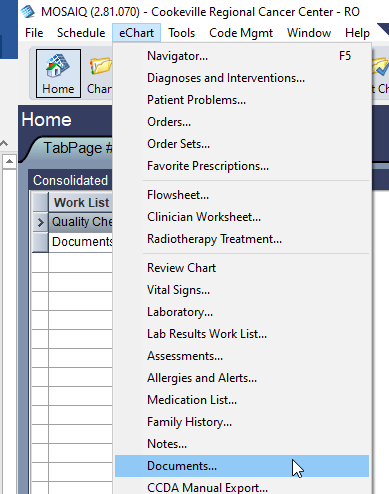 MOSAIQ (2.81.070) - Cookeville Regional Cancer Center - RO
File Schedule eChart Tools Code Mgmt Window Help
Home Char
Navigator... F5
Diagnoses and Interventions...
Patient Problems...
Orders...
Order Sets...
Favorite Prescriptions...
Flowsheet...
Clinician Worksheet...
Radiotherapy Treatment...
Review Chart
Vital Signs...
Laboratory...
Lab Results Work List...
Assessments...
Allergies and Alerts...
Medication List...
Family History...
Notes...
Documents...
CCDA Manual Export...
t Ch
Home
TabPage #
Consolidated
Work List
Quality Che
Documents